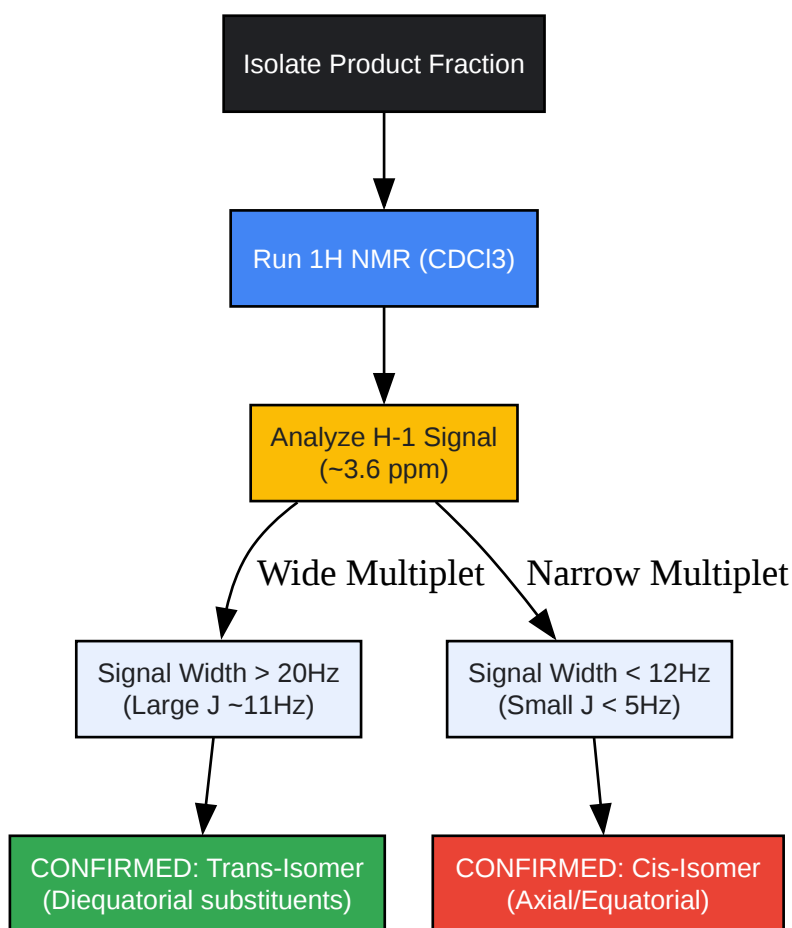 Isolate Product Fraction
Run 1H NMR (CDCl3)
Analyze H-1 Signal
(~3.6 ppm)
Wide Multiplet
Narrow Multiplet
Signal Width > 20Hz
(Large J ~11Hz)
Signal Width < 12Hz
(Small J < 5Hz)
CONFIRMED: Trans-Isomer
(Diequatorial substituents)
CONFIRMED: Cis-Isomer
(Axial/Equatorial)